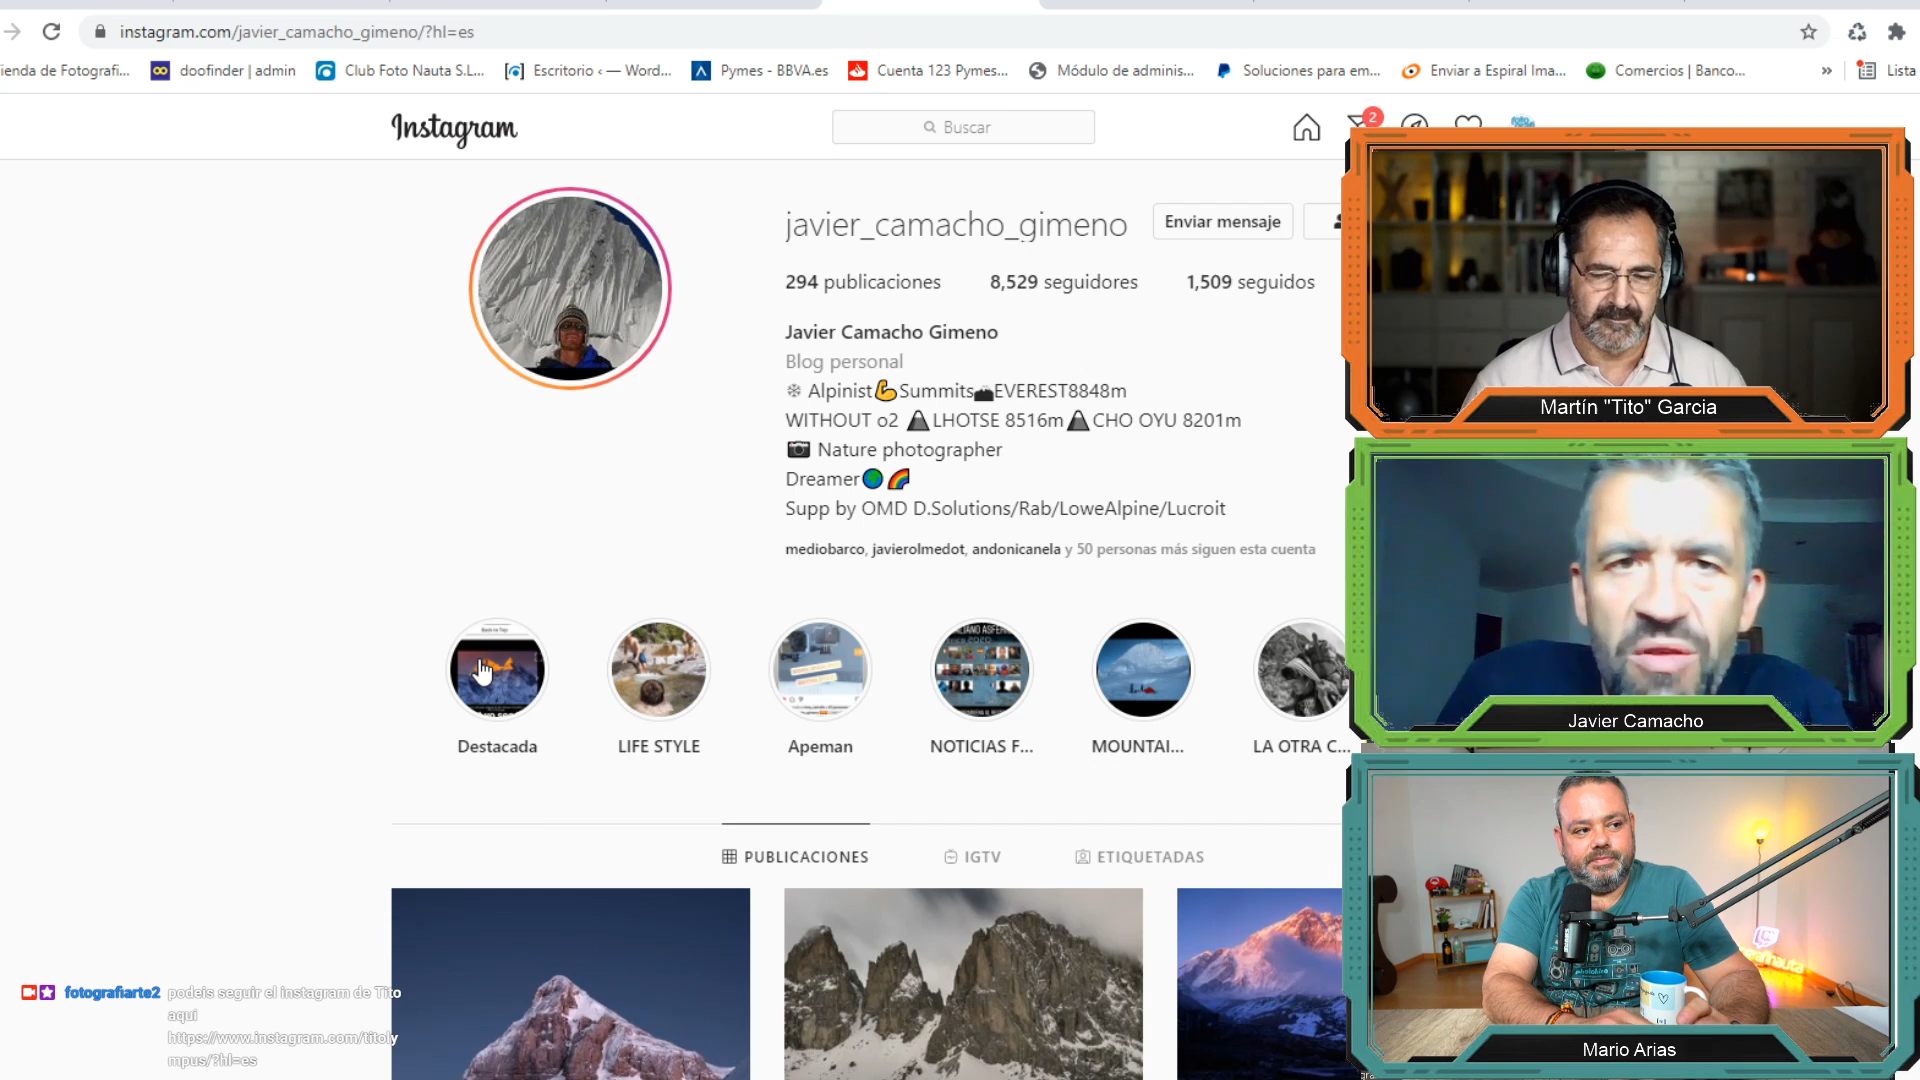 instagram.com/javier_camacho_gimeno/?hl=es
ienda de Fotografi...
doofinder | admin
Club Foto Nauta S.L...
Escritorio ‹ — Word...
Pymes - BBVA.es
Cuenta 123 Pymes...
Módulo de adminis...
Soluciones para em...
Enviar a Espiral Ima...
Comercios | Banco...
»
Lista
Instagram
Buscar
2
javier_camacho_gimeno
Enviar mensaje
294 publicaciones
8,529 seguidores
1,509 seguidos
Javier Camacho Gimeno
Blog personal
❄ Alpinist💪Summits🏔EVEREST8848m
WITHOUT o2 🏔LHOTSE 8516m🏔CHO OYU 8201m
📷 Nature photographer
Dreamer🌍🌈
Supp by OMD D.Solutions/Rab/LoweAlpine/Lucroit
mediobarco, javierolmedot, andonicanela y 50 personas más siguen esta cuenta
Destacada
LIFE STYLE
Apeman
NOTICIAS F...
MOUNTAI...
LA OTRA C...
PUBLICACIONES
IGTV
ETIQUETADAS
Martín "Tito" Garcia
Javier Camacho
Mario Arias
fotografiarte2 podeis seguir el instagram de Tito
aqui
https://www.instagram.com/titoly
mpus/?hl=es